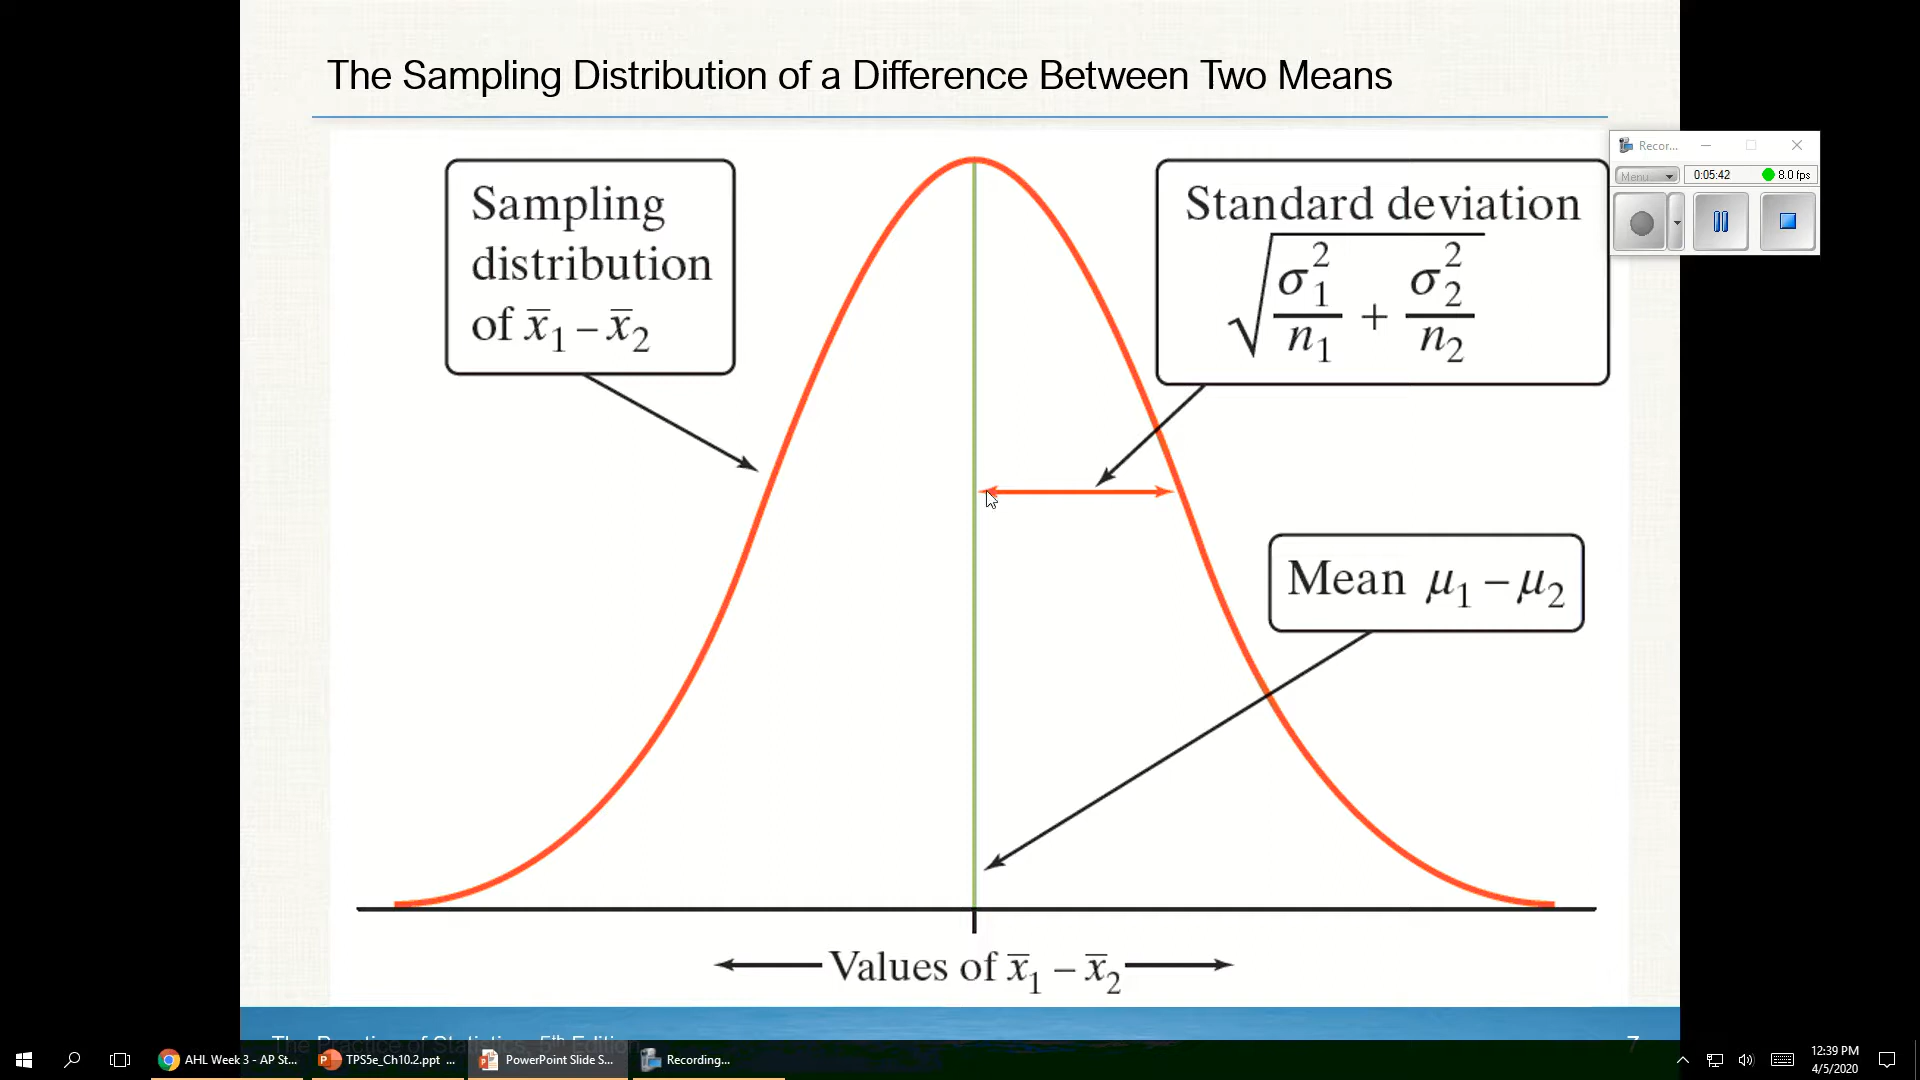 The Sampling Distribution of a Difference Between Two Means
Sampling
distribution
of x̄₁ – x̄₂
Standard deviation
√(σ₁²/n₁ + σ₂²/n₂)
Mean μ₁ – μ₂
Values of x̄₁ – x̄₂
Recor...
Menu
0:05:42
8.0 fps
The Practice of Statistics, 5th Edition
7
AHL Week 3 - AP St...
TPS5e_Ch10.2.ppt ...
PowerPoint Slide S...
Recording...
12:39 PM
4/5/2020